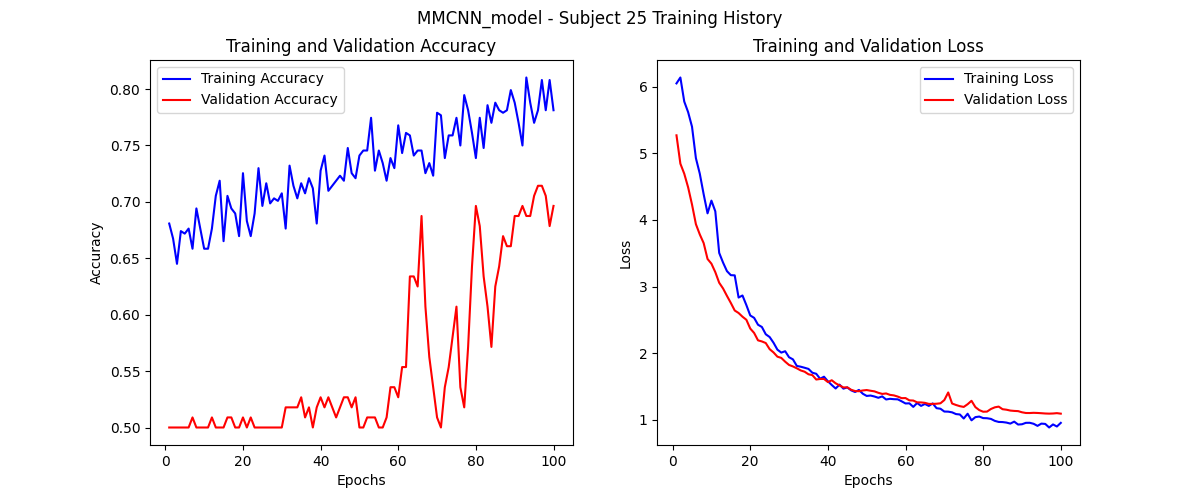 MMCNN_model - Subject 25 Training History
Training and Validation Accuracy
Training Accuracy
Validation Accuracy
0.80
0.75
0.70
0.65
0.60
0.55
0.50
Accuracy
0
20
40
60
80
100
Epochs
Training and Validation Loss
Training Loss
Validation Loss
6
5
4
3
2
1
Loss
0
20
40
60
80
100
Epochs